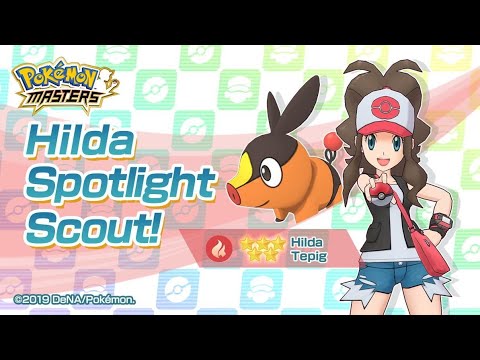 POKéMON
MASTERS
Hilda
Spotlight
Scout!
Hilda
Tepig
©2019 DeNA/Pokémon.